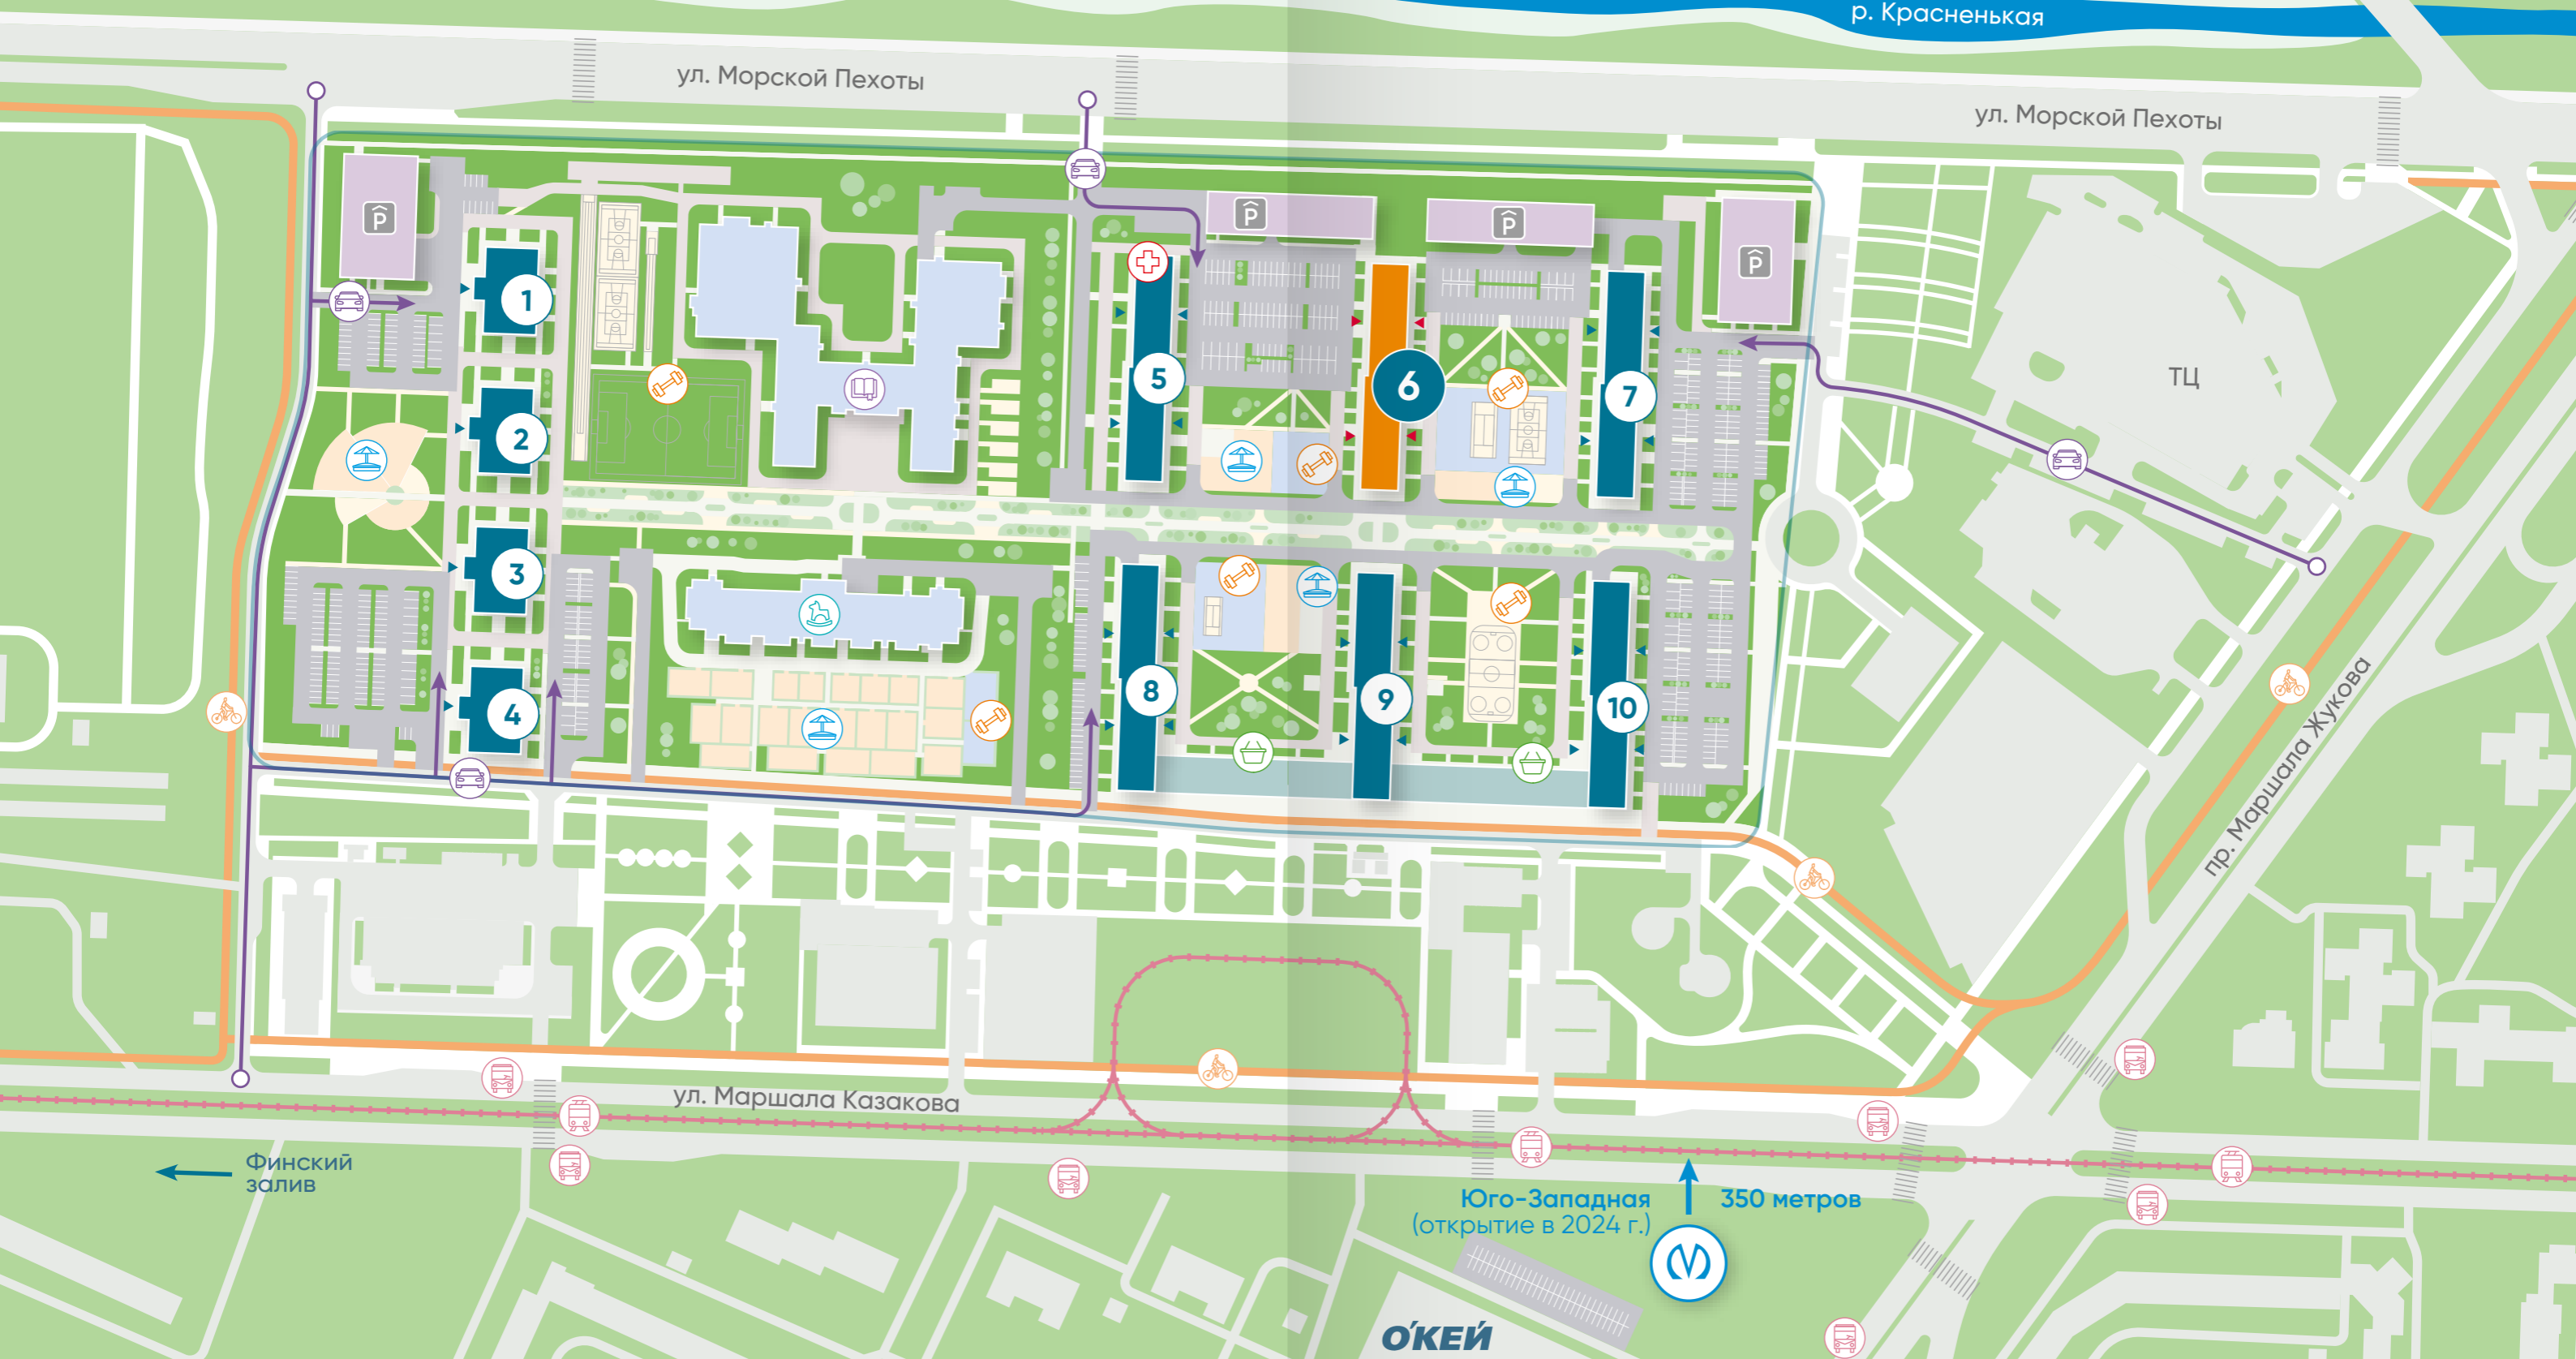 р. Красненькая
ул. Морской Пехоты
ул. Морской Пехоты
P
P
P
P
1
2
3
4
5
6
7
8
9
10
ТЦ
пр. Маршала Жукова
ул. Маршала Казакова
Финский
залив
Юго-Западная
(открытие в 2024 г.)
350 метров
О'КЕЙ